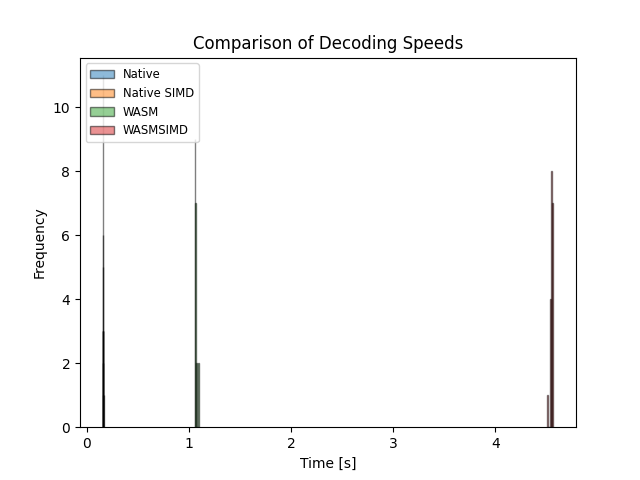 Comparison of Decoding Speeds
Native
Native SIMD
WASM
WASMSIMD
10
8
6
4
2
0
Frequency
0 1 2 3 4
Time [s]